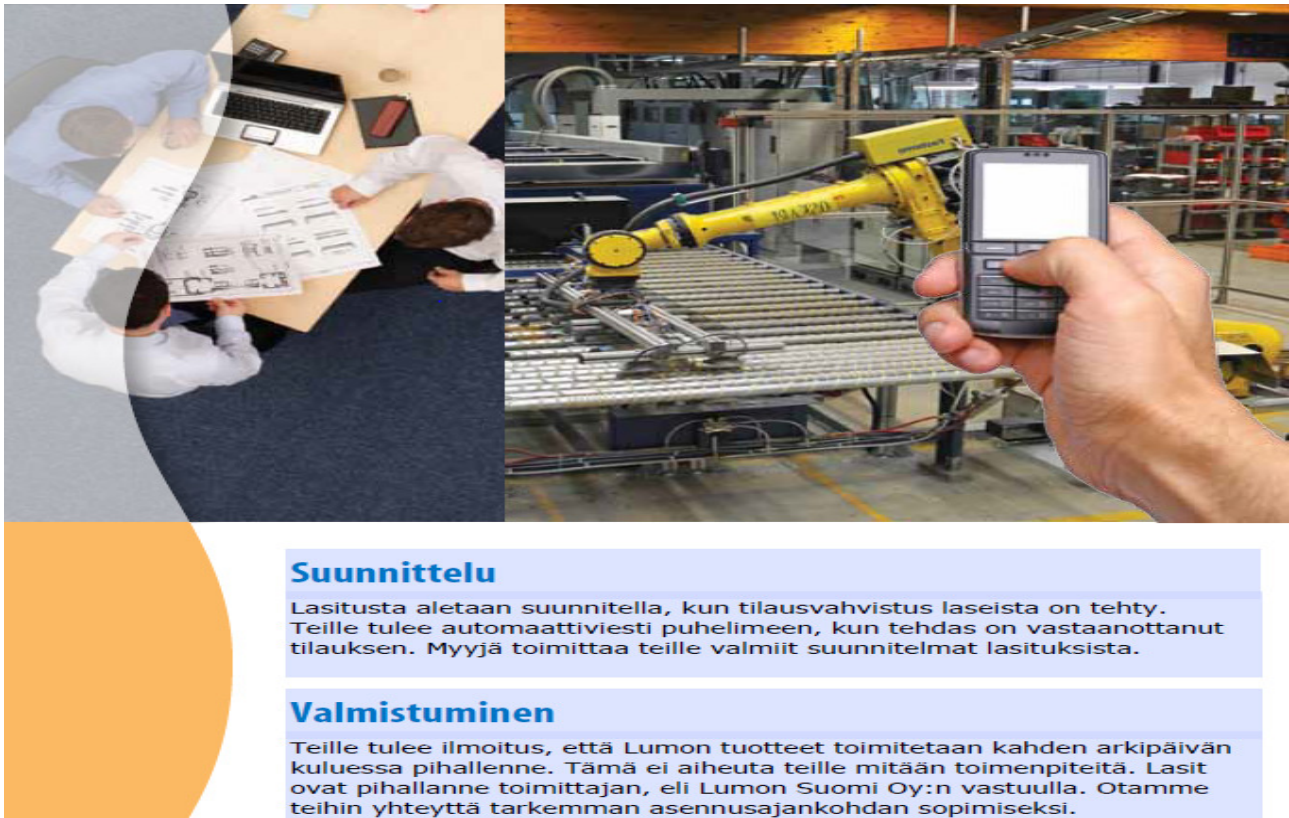 Suunnittelu
Lasitusta aletaan suunnitella, kun tilausvahvistus laseista on tehty.
Teille tulee automaattiviesti puhelimeen, kun tehdas on vastaanottanut
tilauksen. Myyjä toimittaa teille valmiit suunnitelmat lasituksista.
Valmistuminen
Teille tulee ilmoitus, että Lumon tuotteet toimitetaan kahden arkipäivän
kuluessa pihallenne. Tämä ei aiheuta teille mitään toimenpiteitä. Lasit
ovat pihallanne toimittajan, eli Lumon Suomi Oy:n vastuulla. Otamme
teihin yhteyttä tarkemman asennusajankohdan sopimiseksi.